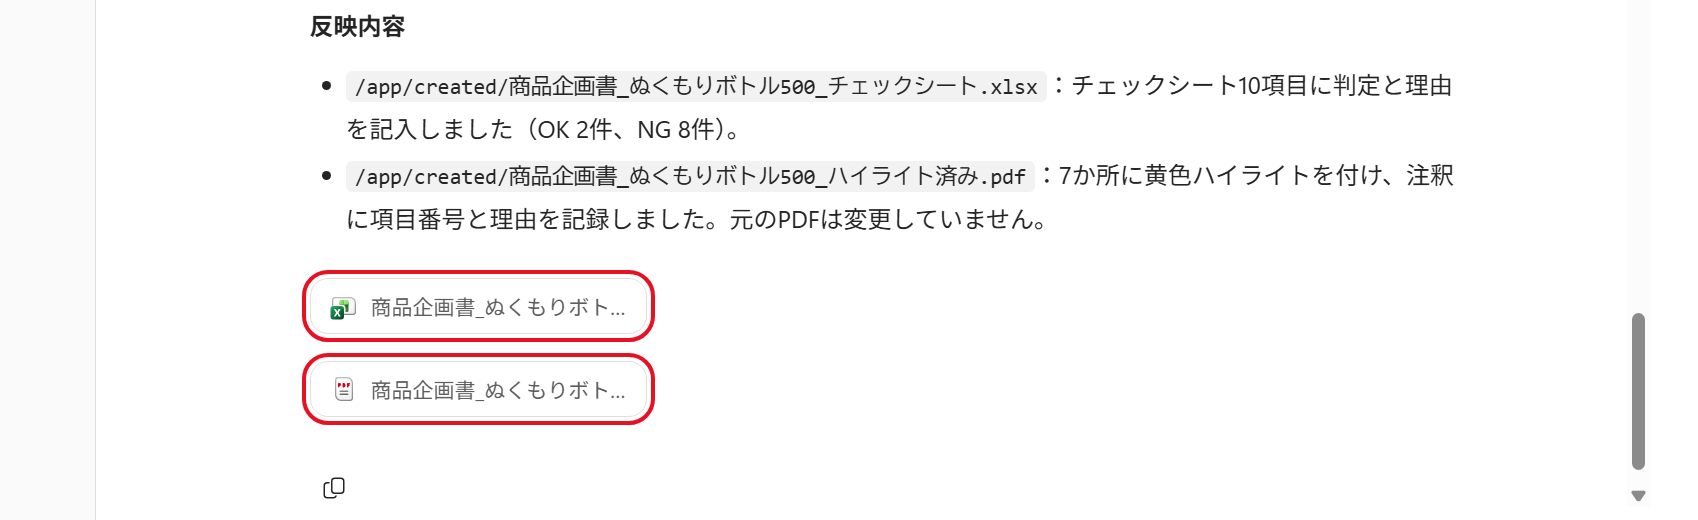 反映内容
/app/created/商品企画書_ぬくもりボトル500_チェックシート.xlsx：チェックシート10項目に判定と理由
を記入しました（OK 2件、NG 8件）。
/app/created/商品企画書_ぬくもりボトル500_ハイライト済み.pdf：7か所に黄色ハイライトを付け、注釈
に項目番号と理由を記録しました。元のPDFは変更していません。
商品企画書_ぬくもりボト...
商品企画書_ぬくもりボト...